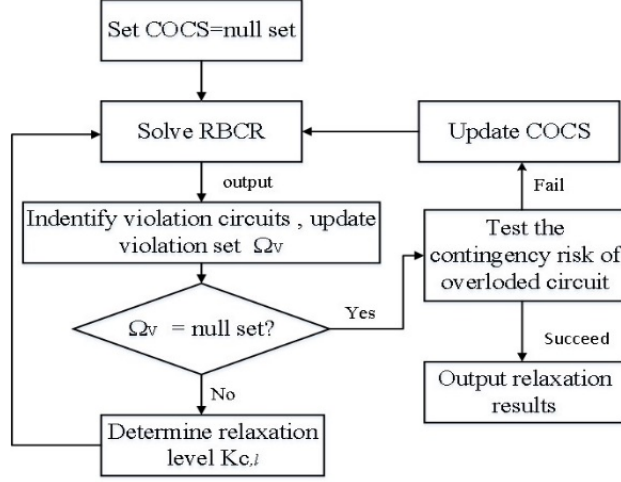 Set COCS=null set
Solve RBCR
Update COCS
output
Fail
Indentify violation circuits , update
violation set Ωv
Test the
contingency risk of
overloded circuit
Ωv = null set?
Yes
Succeed
No
Output relaxation
results
Determine relaxation
level Kc,l